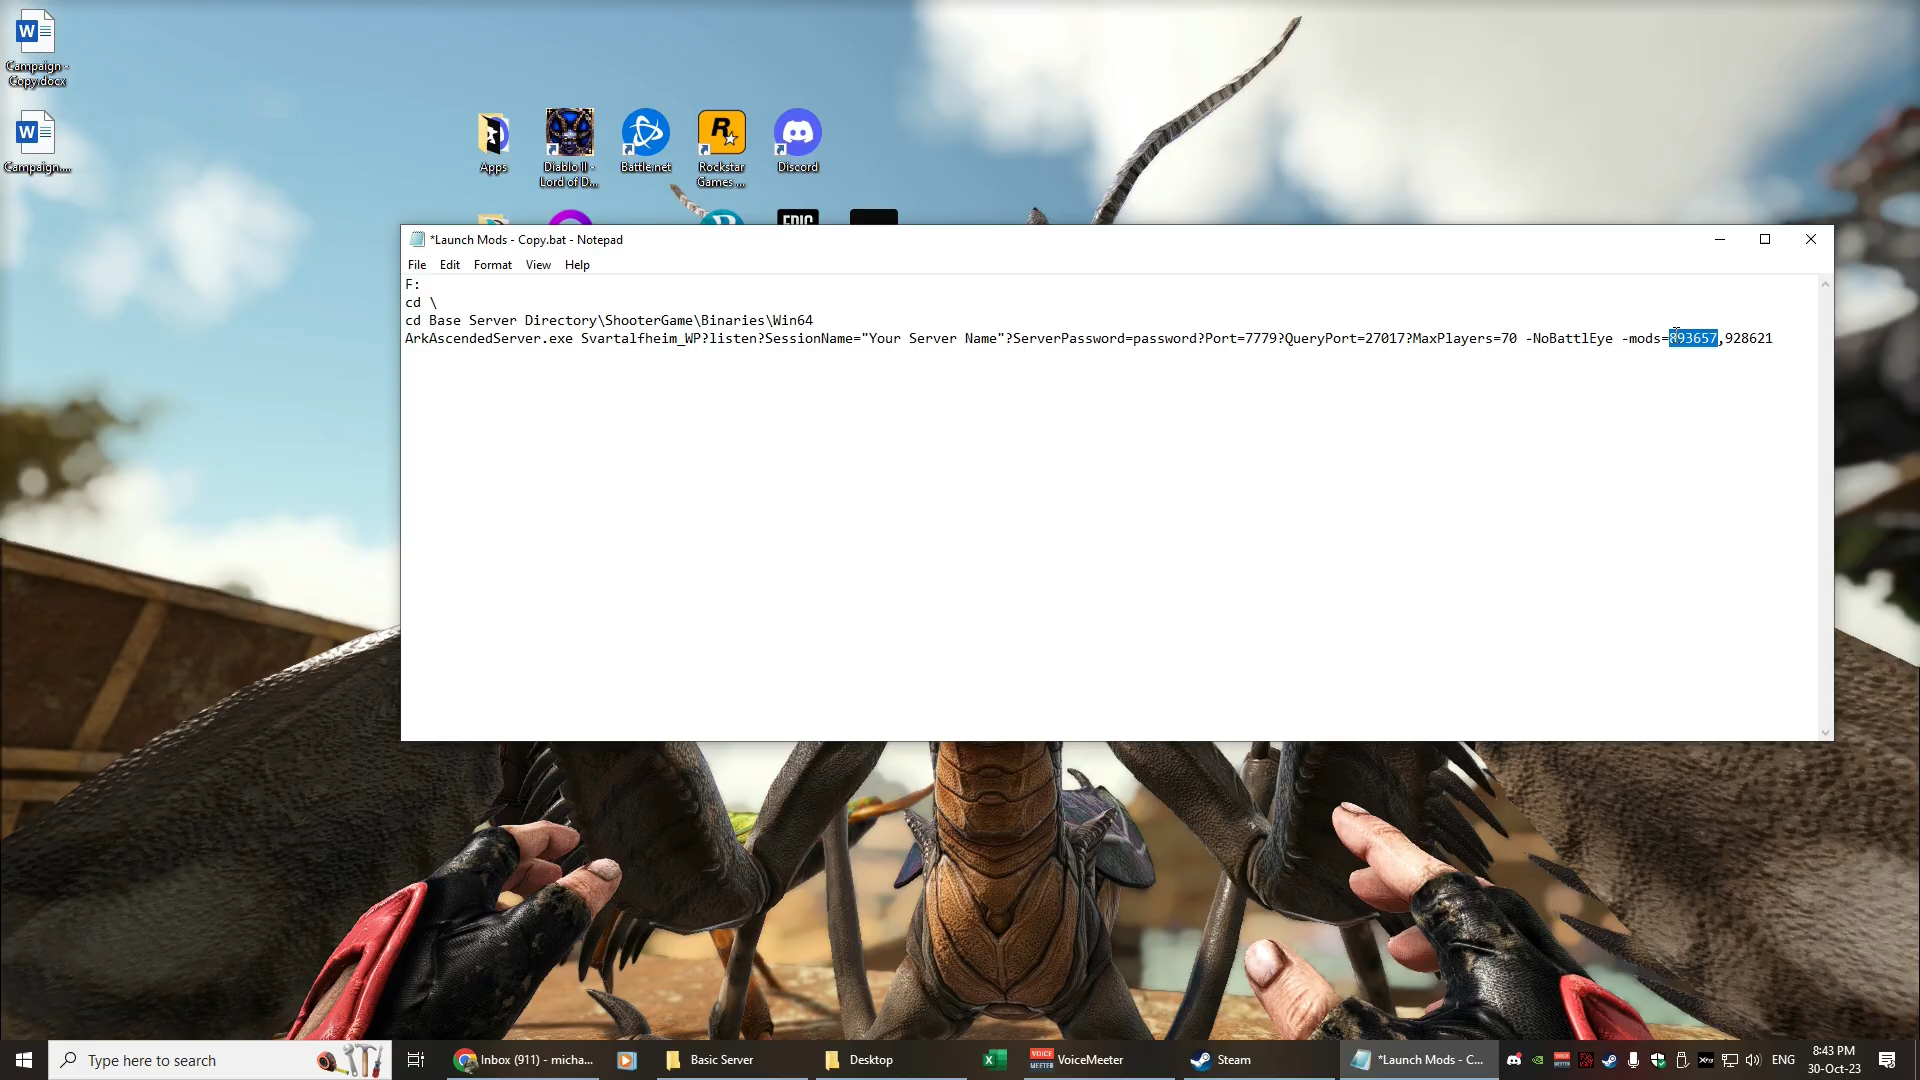 Campaign -
Copy.docx
Campaign....
Apps
Diablo II -
Lord of D...
Battle.net
Rockstar
Games ...
Discord
EPIC
*Launch Mods - Copy.bat - Notepad
File Edit Format View Help
F:
cd \
cd Base Server Directory\ShooterGame\Binaries\Win64
ArkAscendedServer.exe Svartalfheim_WP?listen?SessionName="Your Server Name"?ServerPassword=password?Port=7779?QueryPort=27017?MaxPlayers=70 -NoBattlEye -mods=893657,928621
Type here to search
Inbox (911) - micha...
Basic Server
Desktop
VOICE
MEETER
VoiceMeeter
Steam
*Launch Mods - C...
ENG
8:43 PM
30-Oct-23